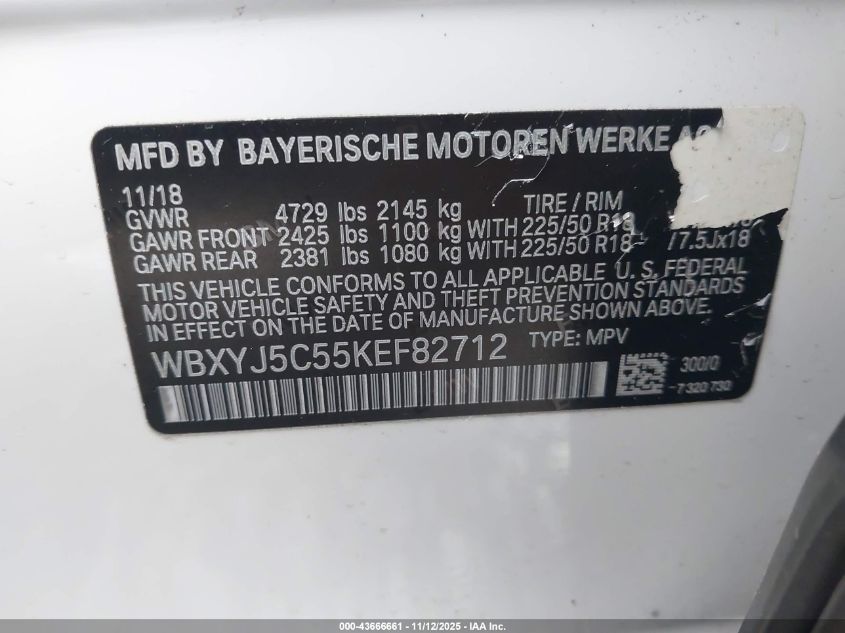 MFD BY BAYERISCHE MOTOREN WERKE AG
11/18
TIRE / RIM
GVWR 4729 lbs 2145 kg
GAWR FRONT 2425 lbs 1100 kg WITH 225/50 R18
GAWR REAR 2381 lbs 1080 kg WITH 225/50 R18 / 7.5Jx18
THIS VEHICLE CONFORMS TO ALL APPLICABLE U. S. FEDERAL
MOTOR VEHICLE SAFETY AND THEFT PREVENTION STANDARDS
IN EFFECT ON THE DATE OF MANUFACTURE SHOWN ABOVE.
WBXYJ5C55KEF82712 TYPE: MPV
300/0
-7 320 730
000-43666661 - 11/12/2025 - IAA Inc.